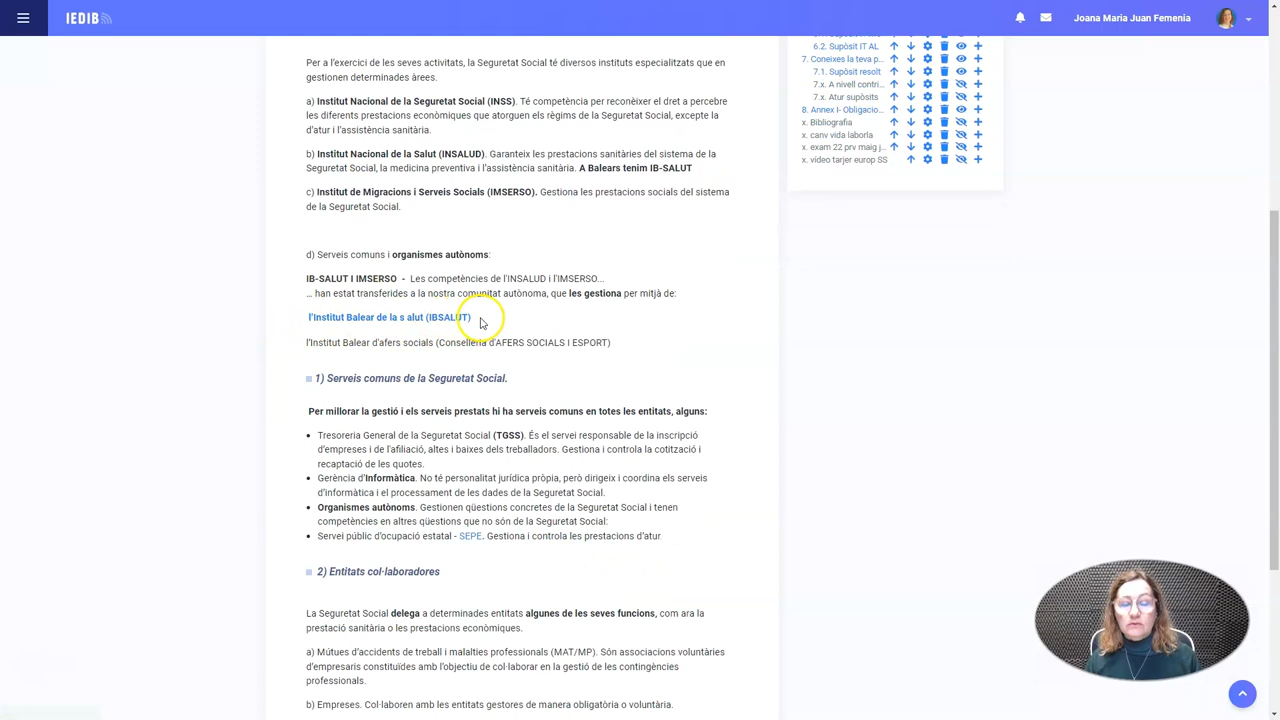 IEDIB
Joana Maria Juan Femenia
6.2. Supòsit IT AL
7. Coneixes la teva p...
7.1. Supòsit resolt
7.x. A nivell contri...
7.x. Atur supòsits
8. Annex I- Obligacio...
x. Bibliografia
x. canv vida laborla
x. exam 22 prv maig j...
x. vídeo tarjer europ SS
Per a l'exercici de les seves activitats, la Seguretat Social té diversos instituts especialitzats que en
gestionen determinades àrees.
a) Institut Nacional de la Seguretat Social (INSS). Té competència per reconèixer el dret a percebre
les diferents prestacions econòmiques que atorguen els règims de la Seguretat Social, excepte la
d'atur i l'assistència sanitària.
b) Institut Nacional de la Salut (INSALUD). Garanteix les prestacions sanitàries del sistema de la
Seguretat Social, la medicina preventiva i l'assistència sanitària. A Balears tenim IB-SALUT
c) Institut de Migracions i Serveis Socials (IMSERSO). Gestiona les prestacions socials del sistema
de la Seguretat Social.
d) Serveis comuns i organismes autònoms:
IB-SALUT I IMSERSO - Les competències de l'INSALUD i l'IMSERSO...
... han estat transferides a la nostra comunitat autònoma, que les gestiona per mitjà de:
l'Institut Balear de la s alut (IBSALUT)
l'Institut Balear d'afers socials (Conselleria d'AFERS SOCIALS I ESPORT)
1) Serveis comuns de la Seguretat Social.
Per millorar la gestió i els serveis prestats hi ha serveis comuns en totes les entitats, alguns:
• Tresoreria General de la Seguretat Social (TGSS). És el servei responsable de la inscripció
d'empreses i de l'afiliació, altes i baixes dels treballadors. Gestiona i controla la cotització i
recaptació de les quotes.
• Gerència d'Informàtica. No té personalitat jurídica pròpia, però dirigeix i coordina els serveis
d'informàtica i el processament de les dades de la Seguretat Social.
• Organismes autònoms. Gestionen qüestions concretes de la Seguretat Social i tenen
competències en altres qüestions que no són de la Seguretat Social:
• Servei públic d'ocupació estatal - SEPE. Gestiona i controla les prestacions d'atur
2) Entitats col·laboradores
La Seguretat Social delega a determinades entitats algunes de les seves funcions, com ara la
prestació sanitària o les prestacions econòmiques.
a) Mútues d'accidents de treball i malalties professionals (MAT/MP). Són associacions voluntàries
d'empresaris constituïdes amb l'objectiu de col·laborar en la gestió de les contingències
professionals.
b) Empreses. Col·laboren amb les entitats gestores de manera obligatòria o voluntària.